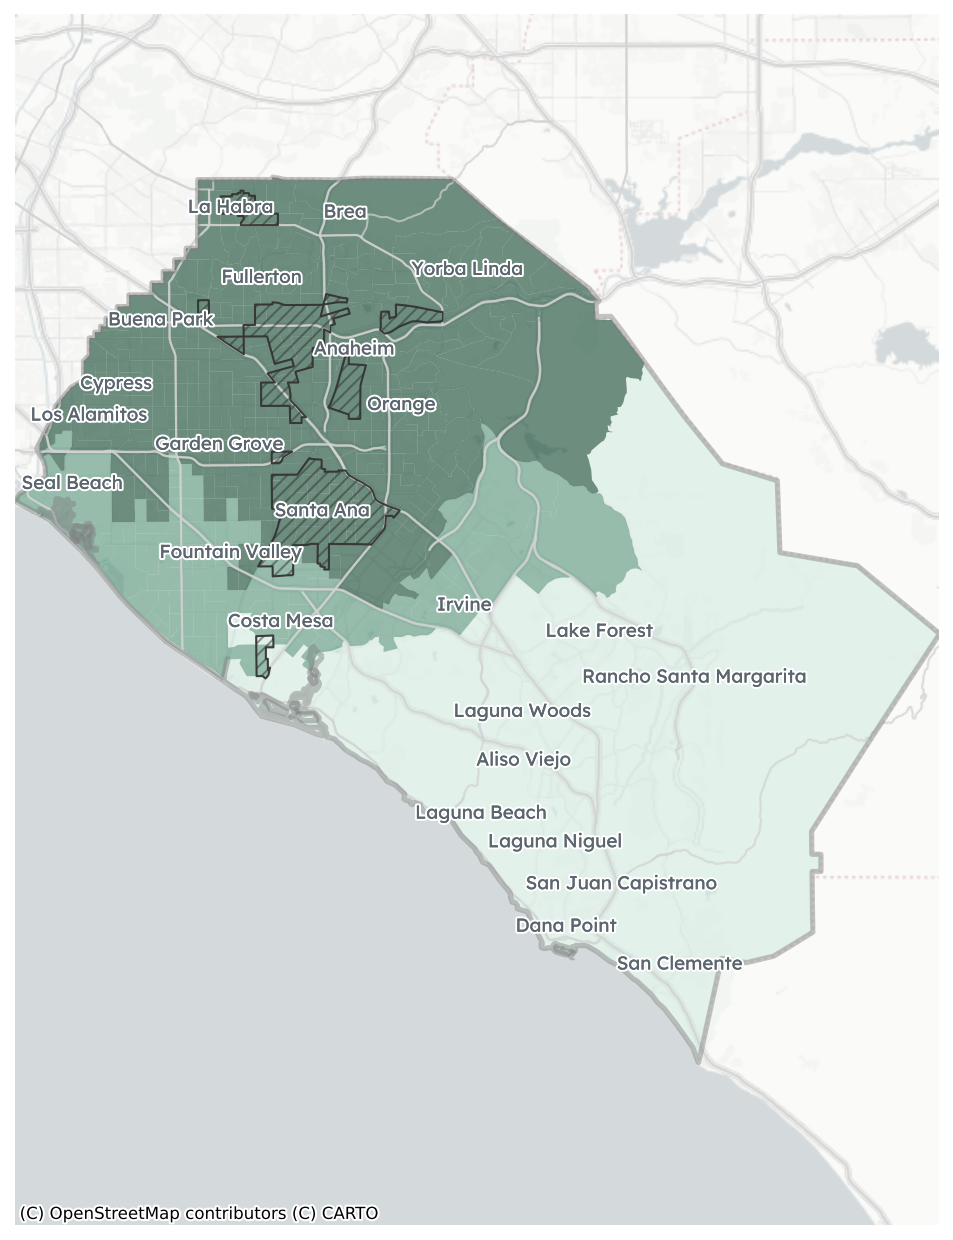 La Habra
Brea
Yorba Linda
Fullerton
Buena Park
Anaheim
Cypress
Orange
Los Alamitos
Garden Grove
Seal Beach
Santa Ana
Fountain Valley
Irvine
Costa Mesa
Lake Forest
Rancho Santa Margarita
Laguna Woods
Aliso Viejo
Laguna Beach
Laguna Niguel
San Juan Capistrano
Dana Point
San Clemente
(C) OpenStreetMap contributors (C) CARTO